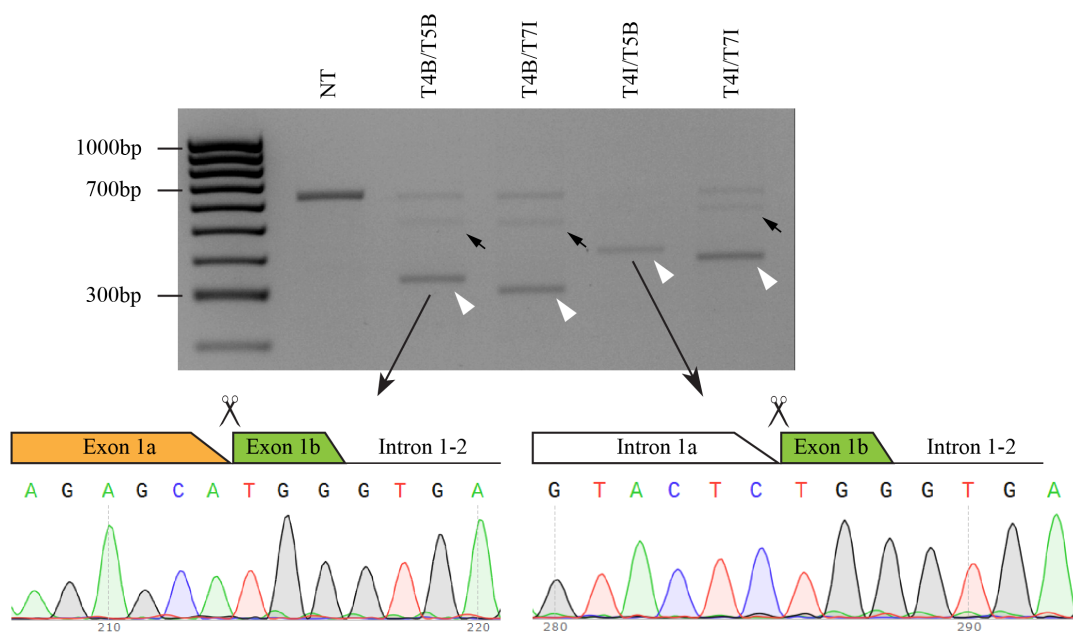 NT
T4B/T5B
T4B/T7I
T4I/T5B
T4I/T7I
1000bp
700bp
300bp
Exon 1a
Exon 1b
Intron 1-2
Intron 1a
Exon 1b
Intron 1-2
A G A G C A T G G G T G A
G T A C T C T G G G T G A
210
220
280
290